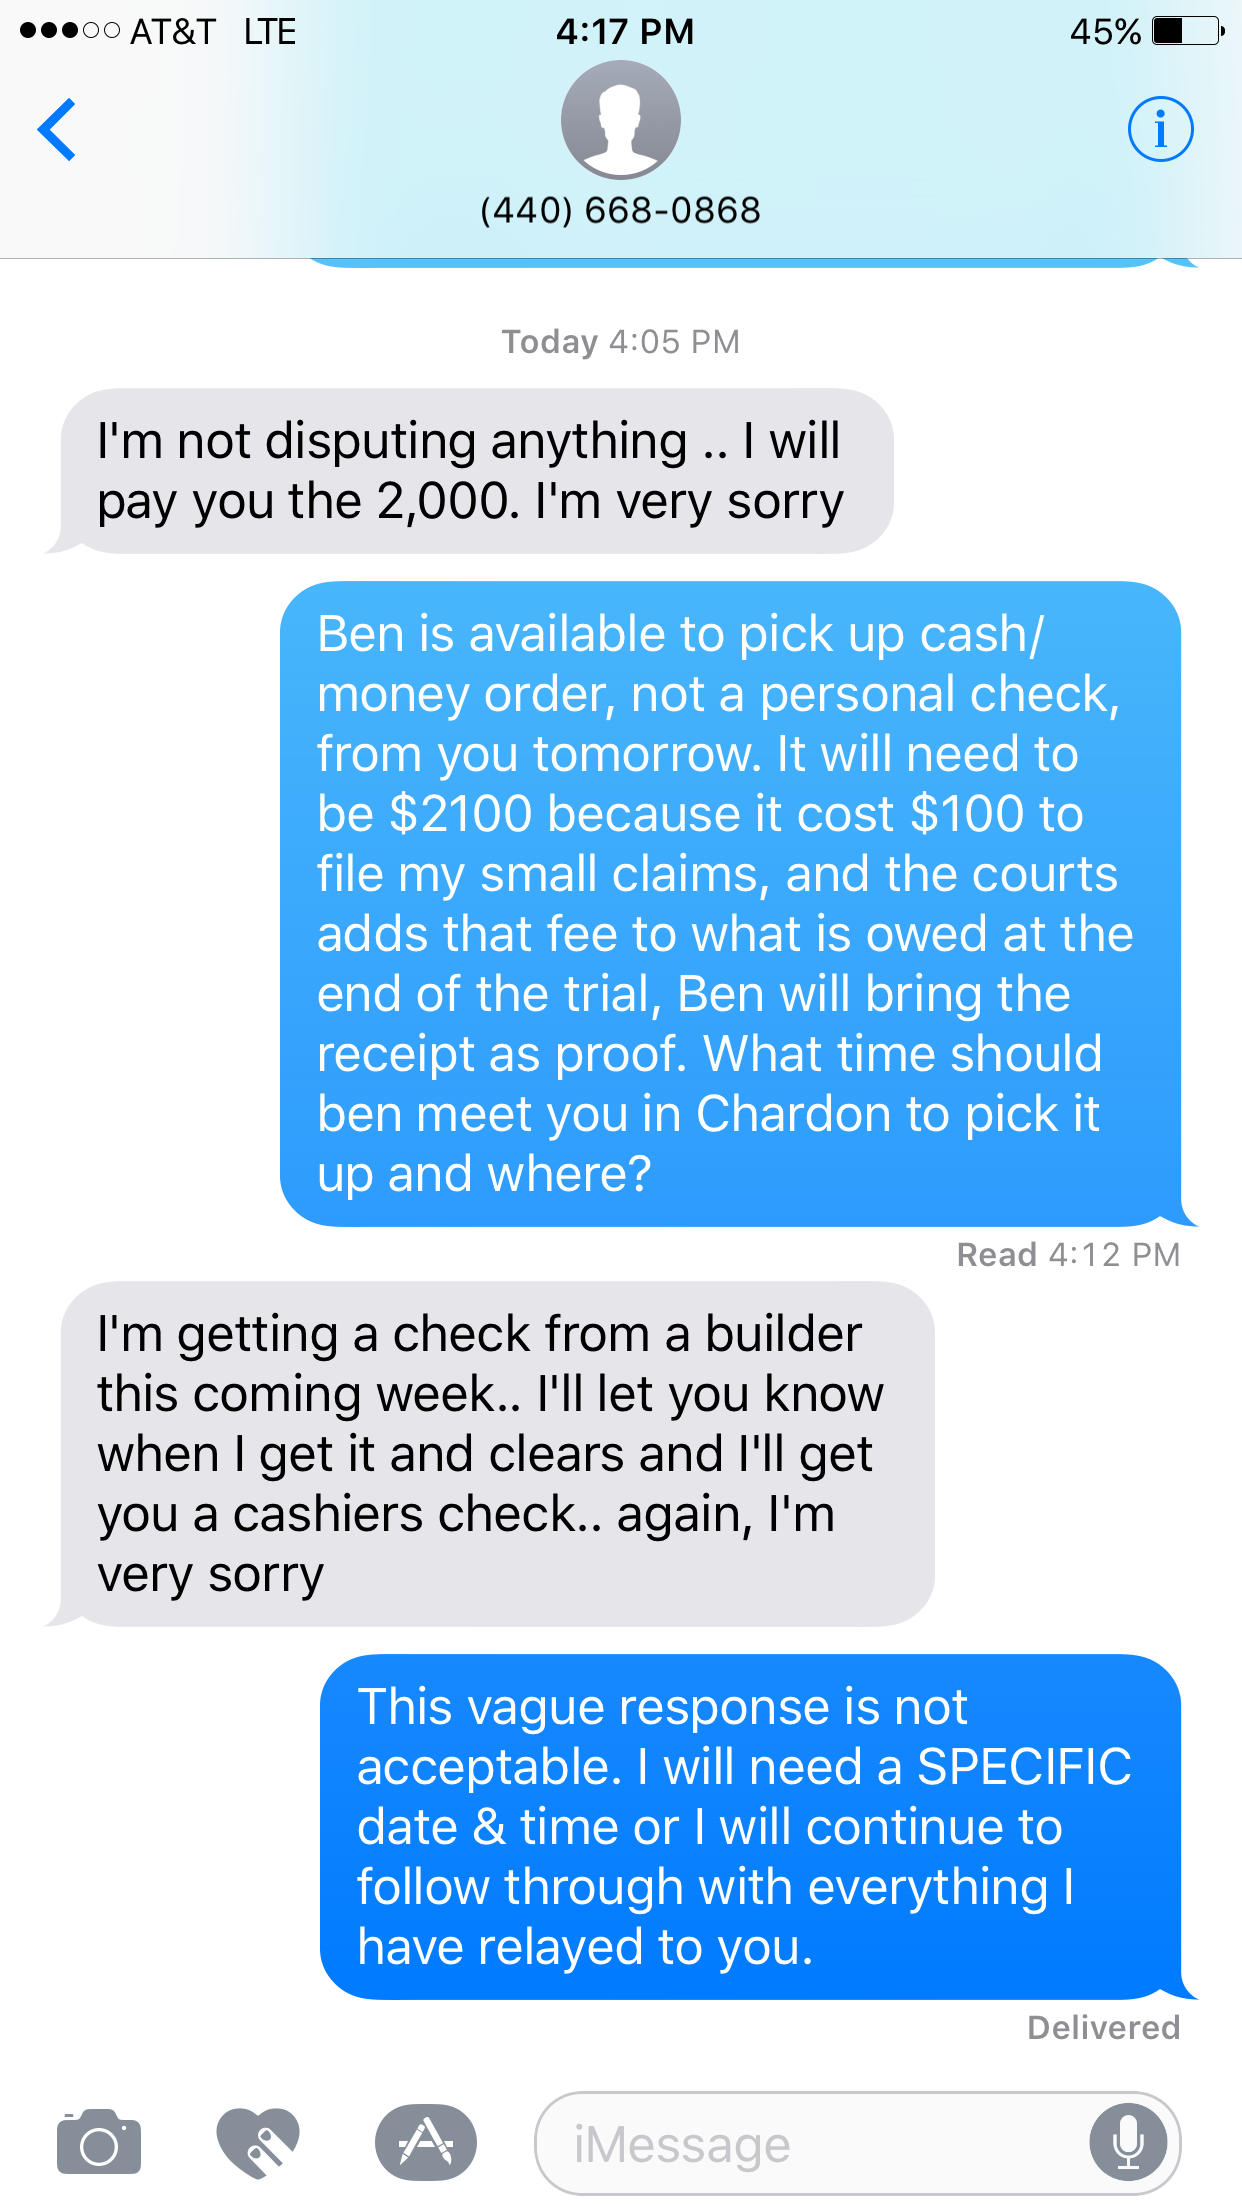 AT&T LTE 4:17 PM 45%
(440) 668-0868
Today 4:05 PM
I'm not disputing anything .. I will
pay you the 2,000. I'm very sorry
Ben is available to pick up cash/
money order, not a personal check,
from you tomorrow. It will need to
be $2100 because it cost $100 to
file my small claims, and the courts
adds that fee to what is owed at the
end of the trial, Ben will bring the
receipt as proof. What time should
ben meet you in Chardon to pick it
up and where?
Read 4:12 PM
I'm getting a check from a builder
this coming week.. I'll let you know
when I get it and clears and I'll get
you a cashiers check.. again, I'm
very sorry
This vague response is not
acceptable. I will need a SPECIFIC
date & time or I will continue to
follow through with everything I
have relayed to you.
Delivered
iMessage